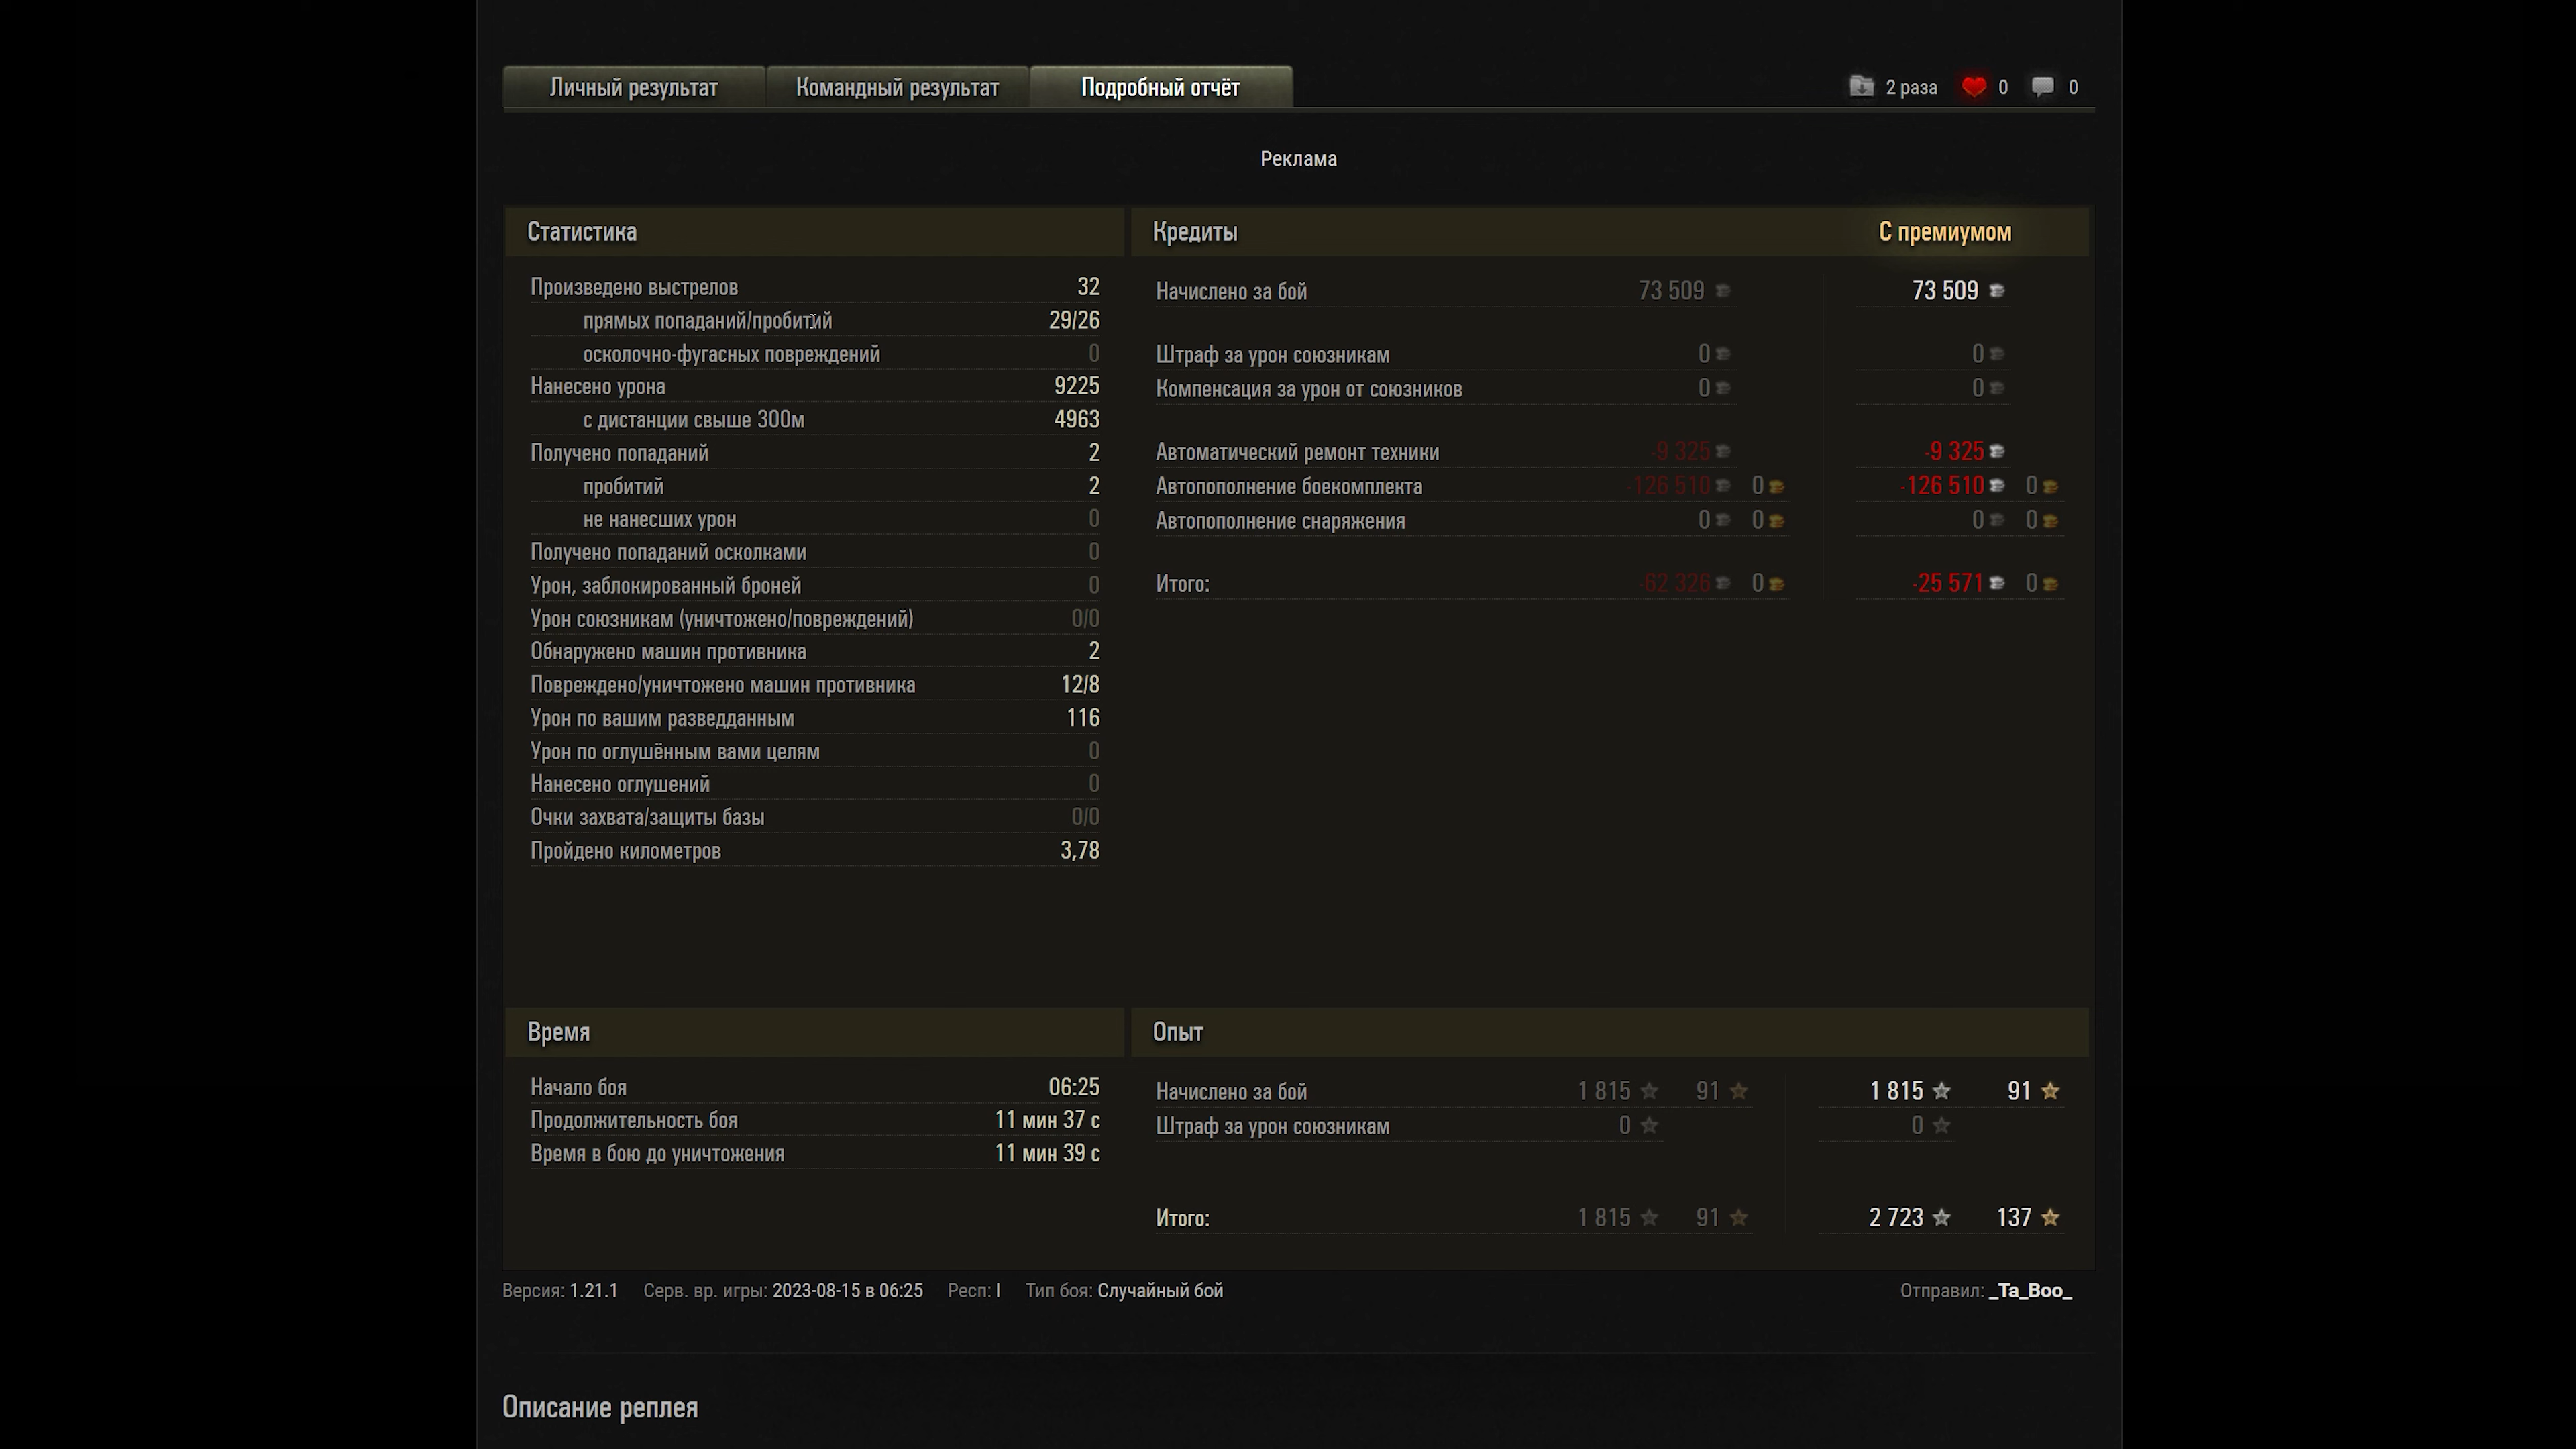 Личный результат Командный результат Подробный отчёт 2 раза 0 0
Реклама
Статистика
Произведено выстрелов 32
прямых попаданий/пробитий 29/26
осколочно-фугасных повреждений 0
Нанесено урона 9225
с дистанции свыше 300м 4963
Получено попаданий 2
пробитий 2
не нанесших урон 0
Получено попаданий осколками 0
Урон, заблокированный броней 0
Урон союзникам (уничтожено/повреждений) 0/0
Обнаружено машин противника 2
Повреждено/уничтожено машин противника 12/8
Урон по вашим разведданным 116
Урон по оглушённым вами целям 0
Нанесено оглушений 0
Очки захвата/защиты базы 0/0
Пройдено километров 3,78
Кредиты С премиумом
Начислено за бой 73 509 73 509
Штраф за урон союзникам 0 0
Компенсация за урон от союзников 0 0
Автоматический ремонт техники -9 325 -9 325
Автопополнение боекомплекта -126 510 0 -126 510 0
Автопополнение снаряжения 0 0 0 0
Итого: -62 326 0 -25 571 0
Время
Начало боя 06:25
Продолжительность боя 11 мин 37 с
Время в бою до уничтожения 11 мин 39 с
Опыт
Начислено за бой 1 815 91 1 815 91
Штраф за урон союзникам 0 0
Итого: 1 815 91 2 723 137
Версия: 1.21.1 Серв. вр. игры: 2023-08-15 в 06:25 Респ: I Тип боя: Случайный бой Отправил: _Ta_Boo_
Описание реплея